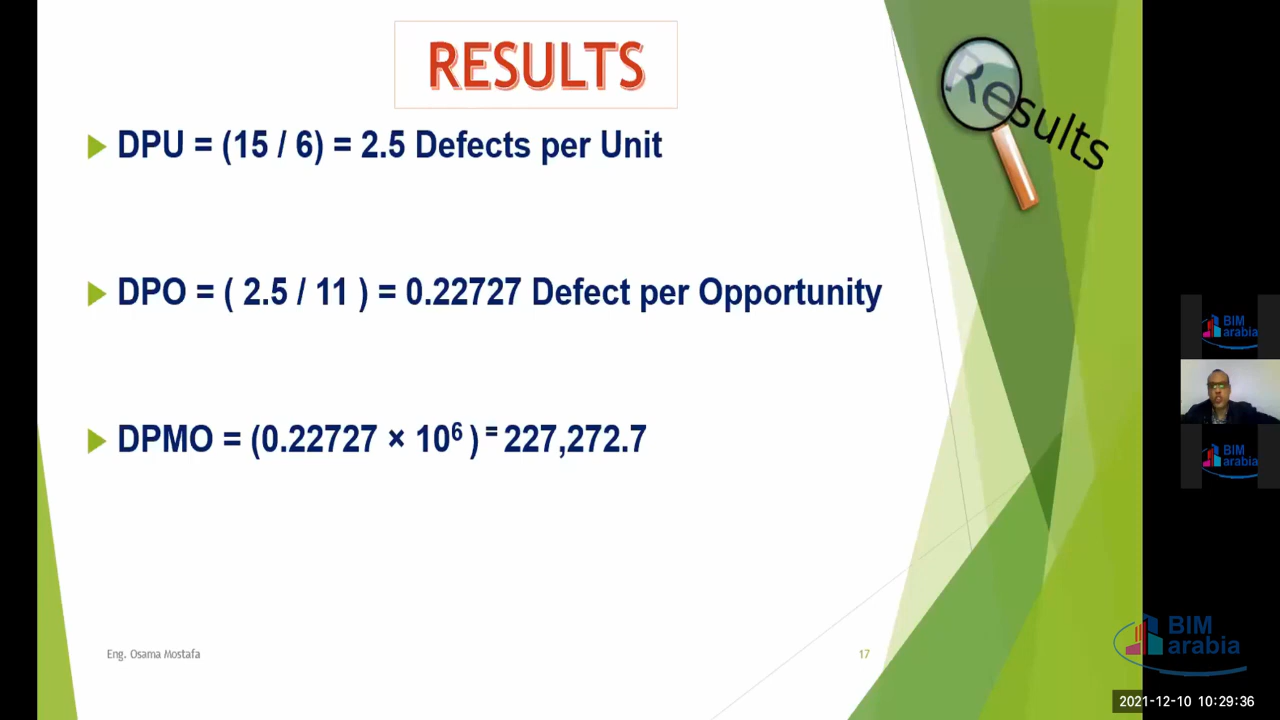 RESULTS
Results
DPU = (15 / 6) = 2.5 Defects per Unit
DPO = ( 2.5 / 11 ) = 0.22727 Defect per Opportunity
DPMO = (0.22727 × 10⁶ ) = 227,272.7
BIM
arabia
BIM
arabia
Eng. Osama Mostafa
17
BIM
arabia
2021-12-10 10:29:36